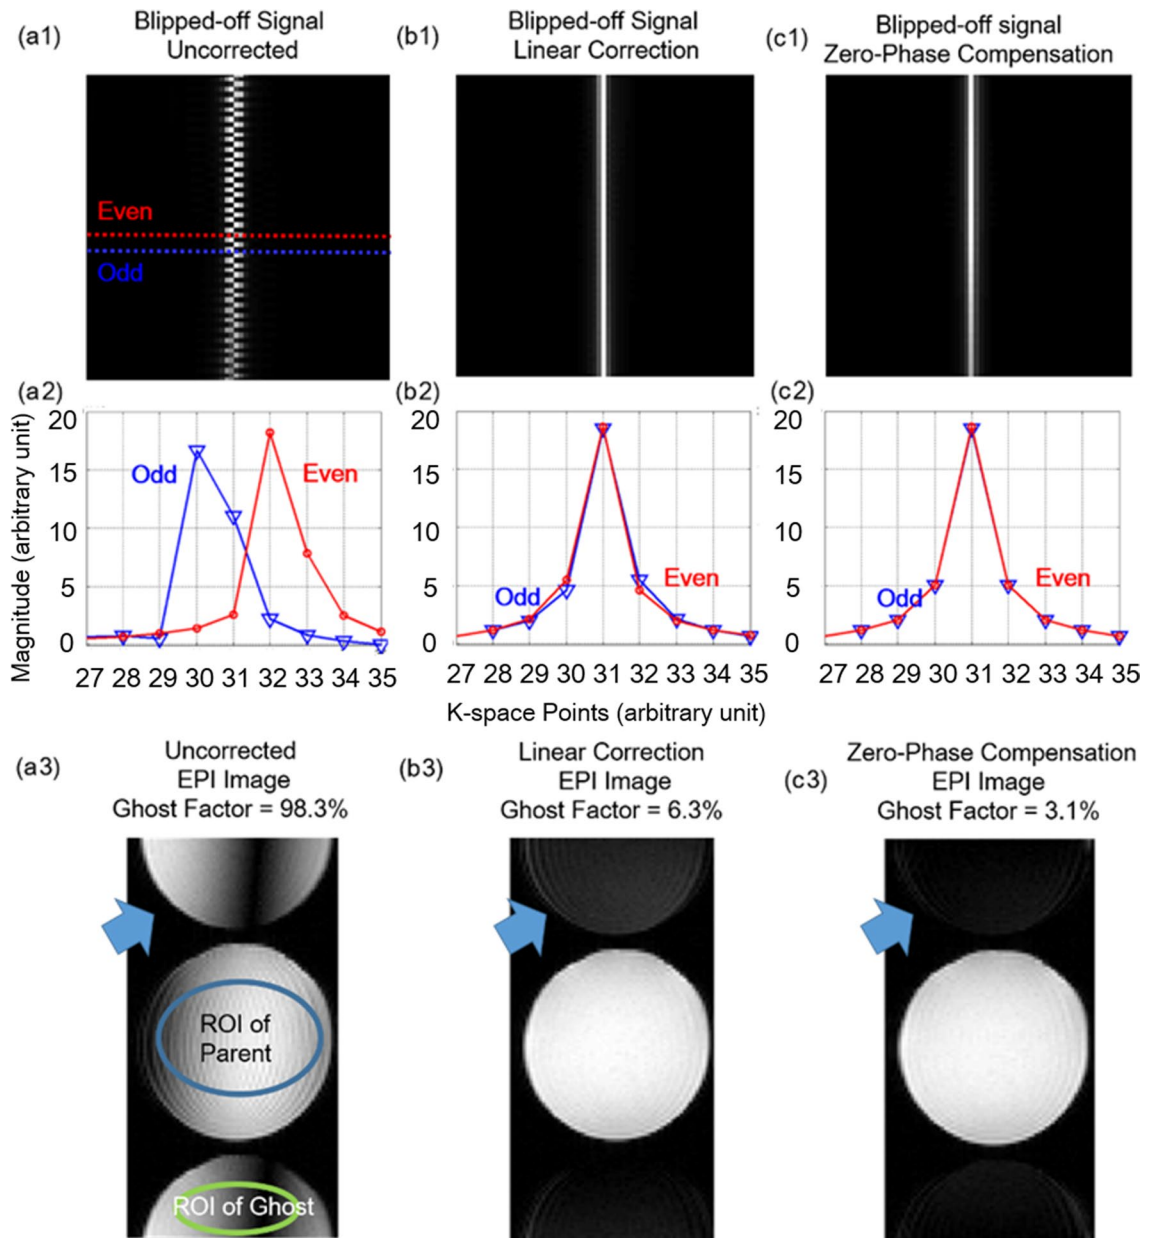 (a1)
Blipped-off Signal
Uncorrected
(b1)
Blipped-off Signal
Linear Correction
(c1)
Blipped-off signal
Zero-Phase Compensation
Even
Odd
(a2)
Magnitude (arbitrary unit)
20
15
10
5
0
Odd
Even
27 28 29 30 31 32 33 34 35
(b2)
20
15
10
5
0
Odd
Even
27 28 29 30 31 32 33 34 35
(c2)
20
15
10
5
0
Odd
Even
27 28 29 30 31 32 33 34 35
K-space Points (arbitrary unit)
(a3)
Uncorrected
EPI Image
Ghost Factor = 98.3%
(b3)
Linear Correction
EPI Image
Ghost Factor = 6.3%
(c3)
Zero-Phase Compensation
EPI Image
Ghost Factor = 3.1%
ROI of
Parent
ROI of Ghost